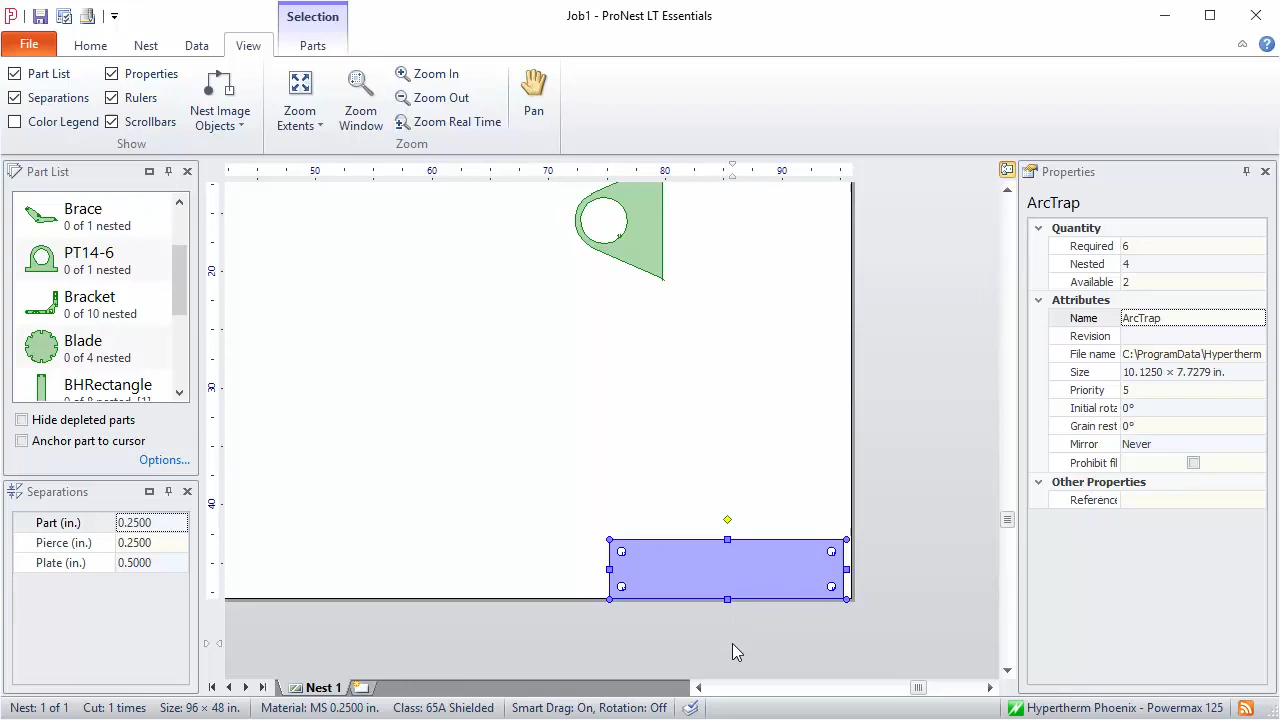 Selection
Job1 - ProNest LT Essentials
File
Home
Nest
Data
View
Parts
Part List
Properties
Separations
Rulers
Color Legend
Scrollbars
Nest Image
Objects
Show
Zoom
Extents
Zoom
Window
Zoom In
Zoom Out
Zoom Real Time
Zoom
Pan
Part List
Brace
0 of 1 nested
PT14-6
0 of 1 nested
Bracket
0 of 10 nested
Blade
0 of 4 nested
BHRectangle
0 of 8 nested, [1]
Hide depleted parts
Anchor part to cursor
Options...
Separations
Part (in.) 0.2500
Pierce (in.) 0.2500
Plate (in.) 0.5000
50 60 70 80 90
20
30
40
Nest 1
Properties
ArcTrap
Quantity
Required 6
Nested 4
Available 2
Attributes
Name ArcTrap
Revision
File name C:\ProgramData\Hypertherm
Size 10.1250 × 7.7279 in.
Priority 5
Initial rota 0°
Grain rest 0°
Mirror Never
Prohibit fil
Other Properties
Reference
Nest: 1 of 1
Cut: 1 times
Size: 96 × 48 in.
Material: MS 0.2500 in.
Class: 65A Shielded
Smart Drag: On, Rotation: Off
Hypertherm Phoenix - Powermax 125